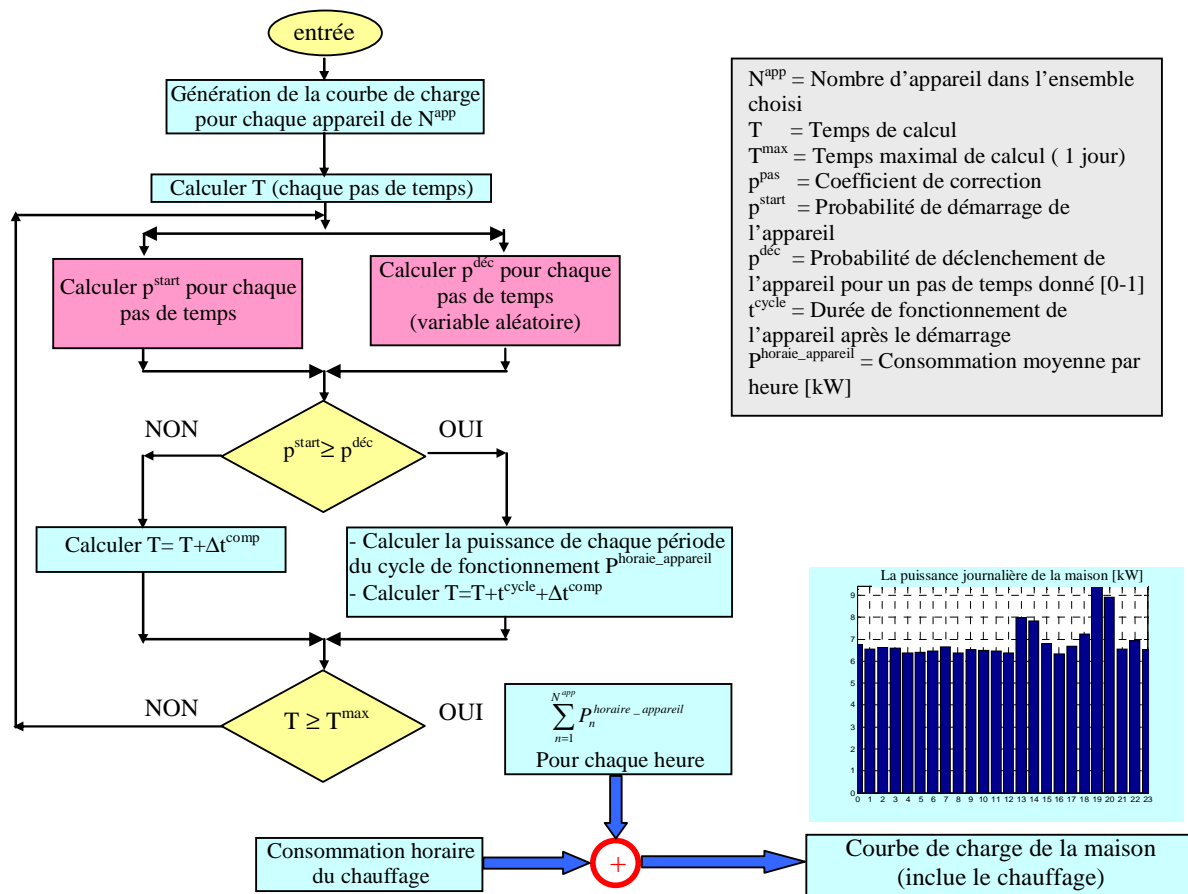 entrée
Génération de la courbe de charge
pour chaque appareil de N^app
Calculer T (chaque pas de temps)
Calculer p^start pour chaque
pas de temps
Calculer p^déc pour chaque
pas de temps
(variable aléatoire)
NON
OUI
p^start ≥ p^déc
Calculer T= T+Δt^comp
- Calculer la puissance de chaque période
du cycle de fonctionnement P^horaie_appareil
- Calculer T=T+t^cycle+Δt^comp
NON
OUI
T ≥ T^max
N^app = Nombre d'appareil dans l'ensemble
choisi
T = Temps de calcul
T^max = Temps maximal de calcul ( 1 jour)
p^pas = Coefficient de correction
p^start = Probabilité de démarrage de
l'appareil
p^déc = Probabilité de déclenchement de
l'appareil pour un pas de temps donné [0-1]
t^cycle = Durée de fonctionnement de
l'appareil après le démarrage
P^horaie_appareil = Consommation moyenne par
heure [kW]
∑_{n=1}^{N^app} P_n^{horaire_appareil}
Pour chaque heure
La puissance journalière de la maison [kW]
9
8
7
6
5
4
3
2
1
0
0 1 2 3 4 5 6 7 8 9 10 11 12 13 14 15 16 17 18 19 20 21 22 23
Consommation horaire
du chauffage
+
Courbe de charge de la maison
(inclue le chauffage)